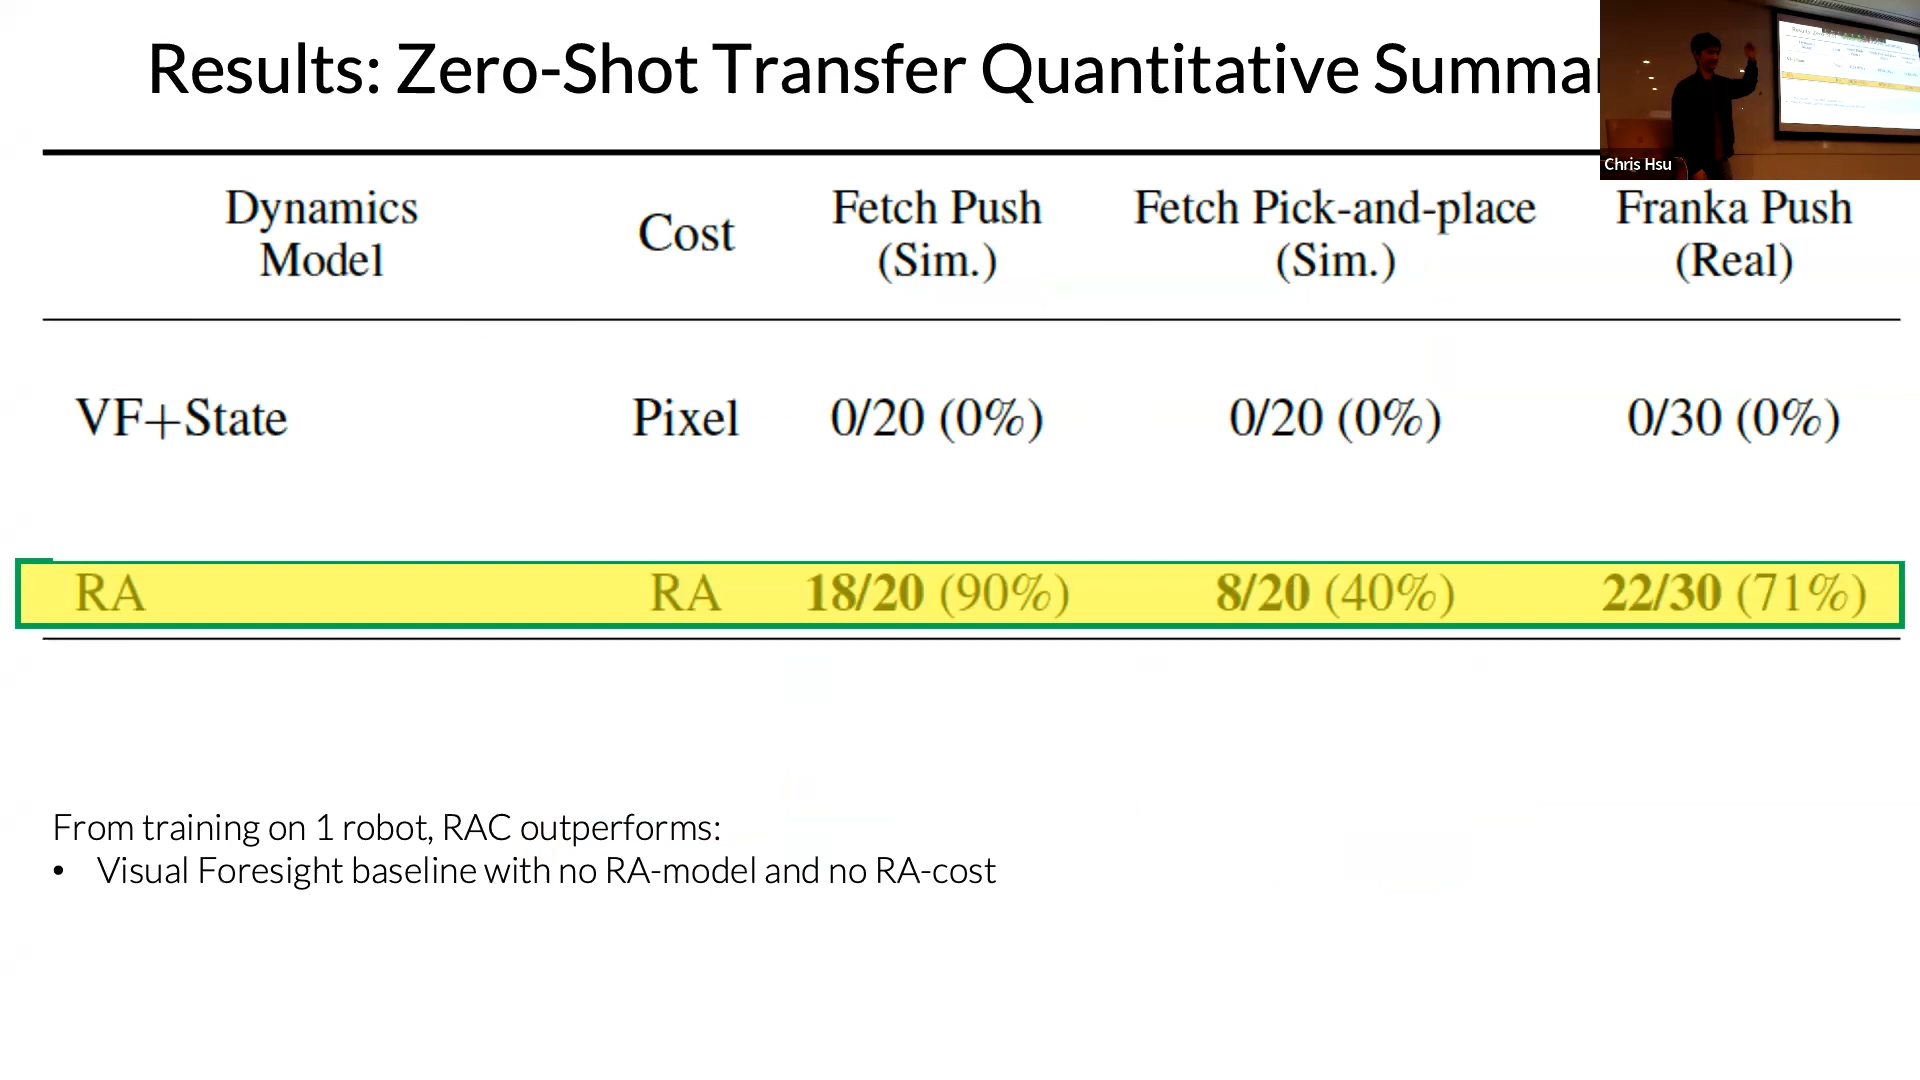 Results: Zero-Shot Transfer Quantitative Summa
Chris Hsu
Dynamics Model Cost Fetch Push (Sim.) Fetch Pick-and-place (Sim.) Franka Push (Real)
VF+State Pixel 0/20 (0%) 0/20 (0%) 0/30 (0%)
RA RA 18/20 (90%) 8/20 (40%) 22/30 (71%)
From training on 1 robot, RAC outperforms:
• Visual Foresight baseline with no RA-model and no RA-cost